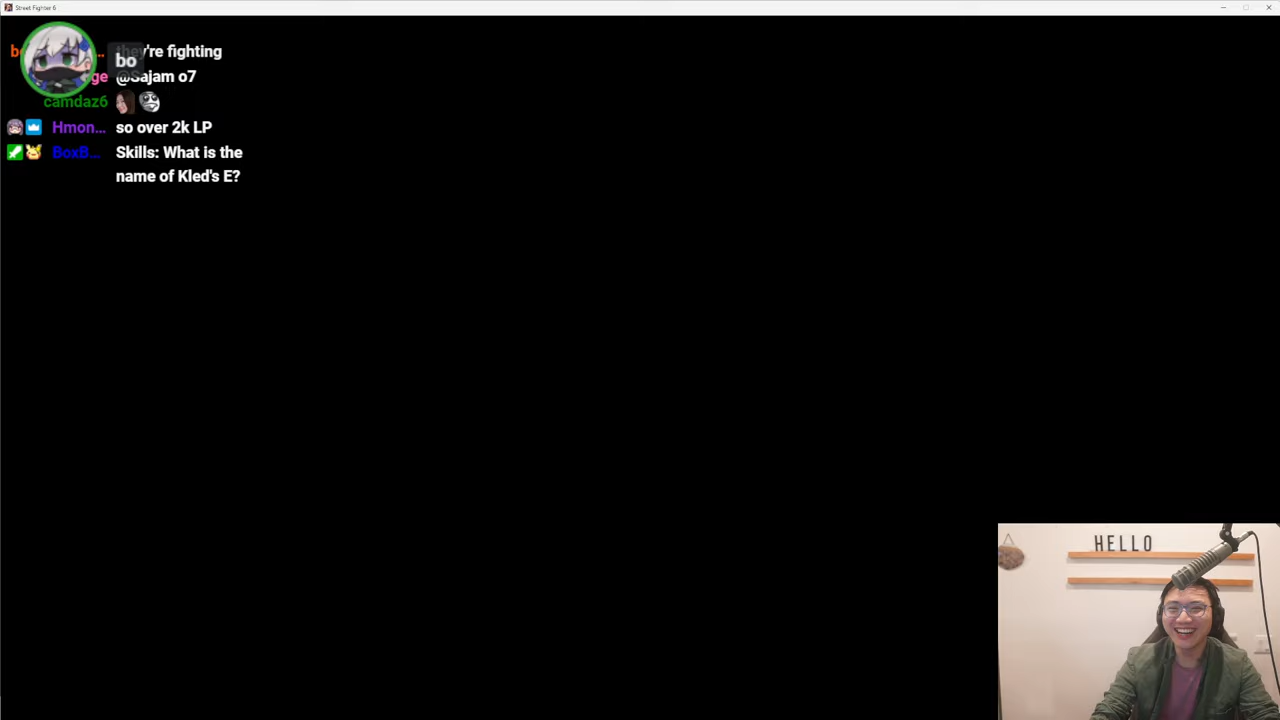 Street Fighter 6
bo
they're fighting
ge @Sajam o7
camdaz6
Hmon... so over 2k LP
BoxB... Skills: What is the
name of Kled's E?
HELLO